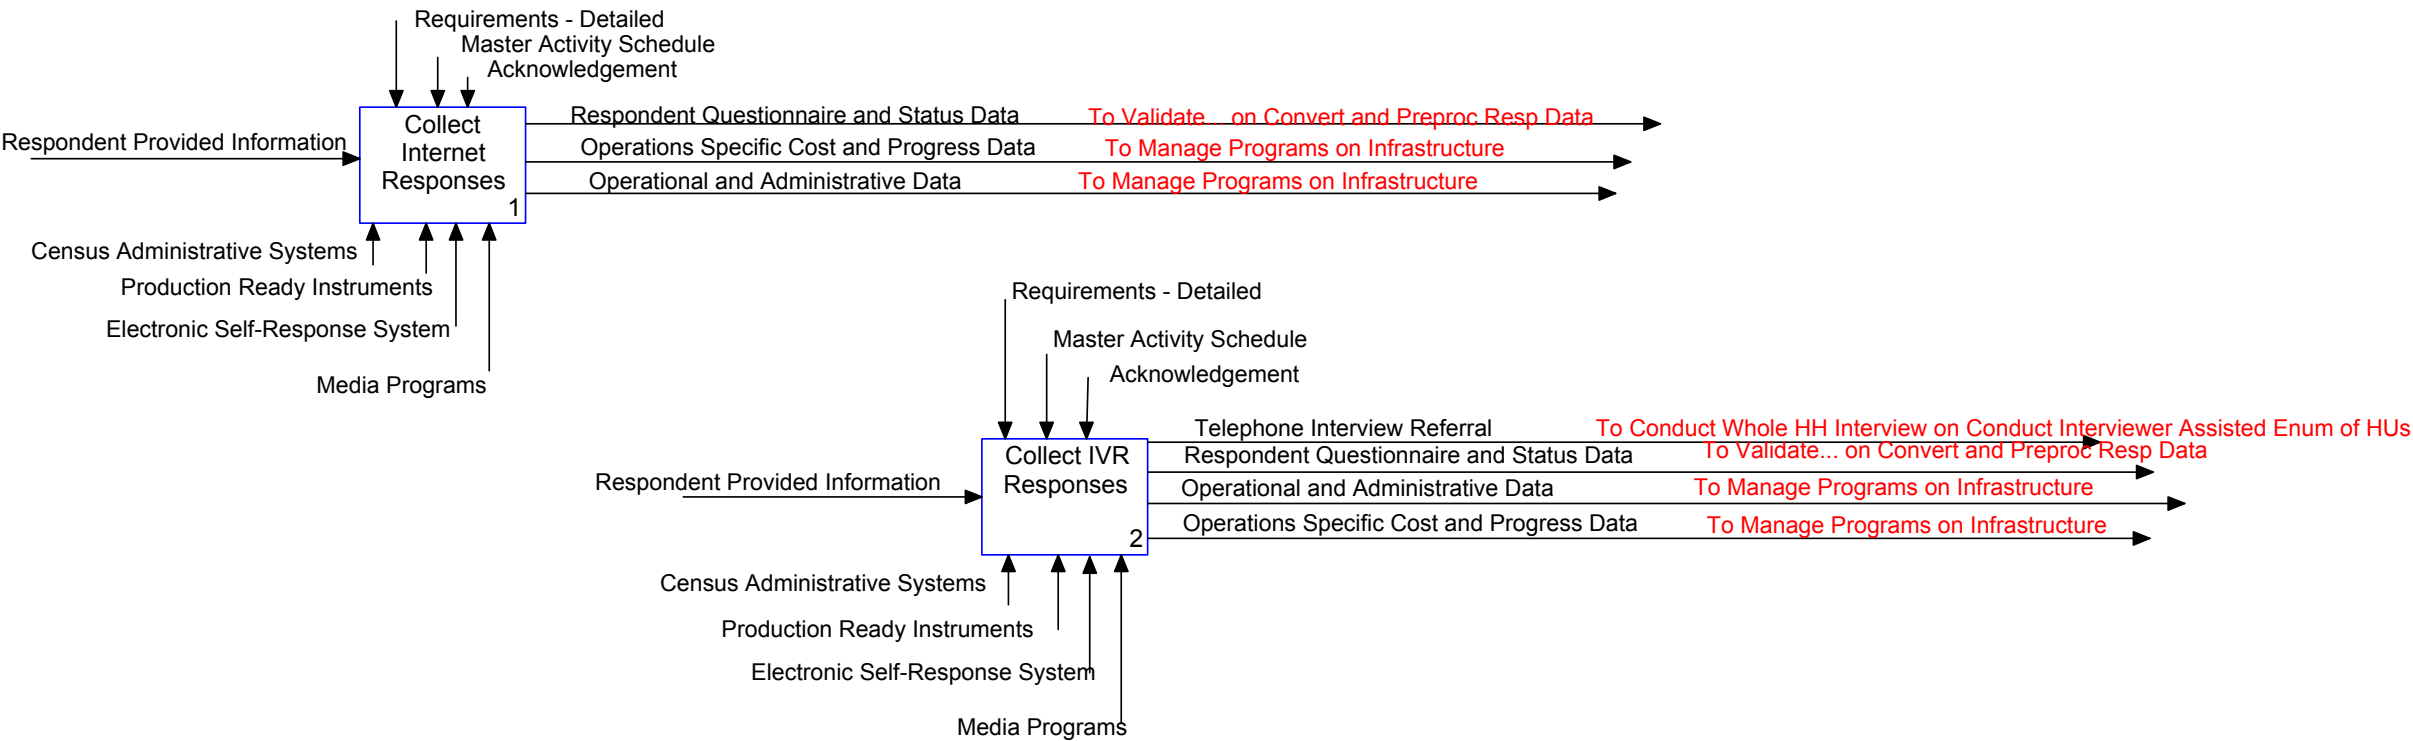 Requirements - Detailed
Master Activity Schedule
Acknowledgement
Respondent Provided Information
Collect
Internet
Responses
1
Respondent Questionnaire and Status Data To Validate... on Convert and Preproc Resp Data
Operations Specific Cost and Progress Data To Manage Programs on Infrastructure
Operational and Administrative Data To Manage Programs on Infrastructure
Census Administrative Systems
Production Ready Instruments
Electronic Self-Response System
Media Programs
Requirements - Detailed
Master Activity Schedule
Acknowledgement
Respondent Provided Information
Collect IVR
Responses
2
Telephone Interview Referral To Conduct Whole HH Interview on Conduct Interviewer Assisted Enum of HUs
Respondent Questionnaire and Status Data To Validate... on Convert and Preproc Resp Data
Operational and Administrative Data To Manage Programs on Infrastructure
Operations Specific Cost and Progress Data To Manage Programs on Infrastructure
Census Administrative Systems
Production Ready Instruments
Electronic Self-Response System
Media Programs